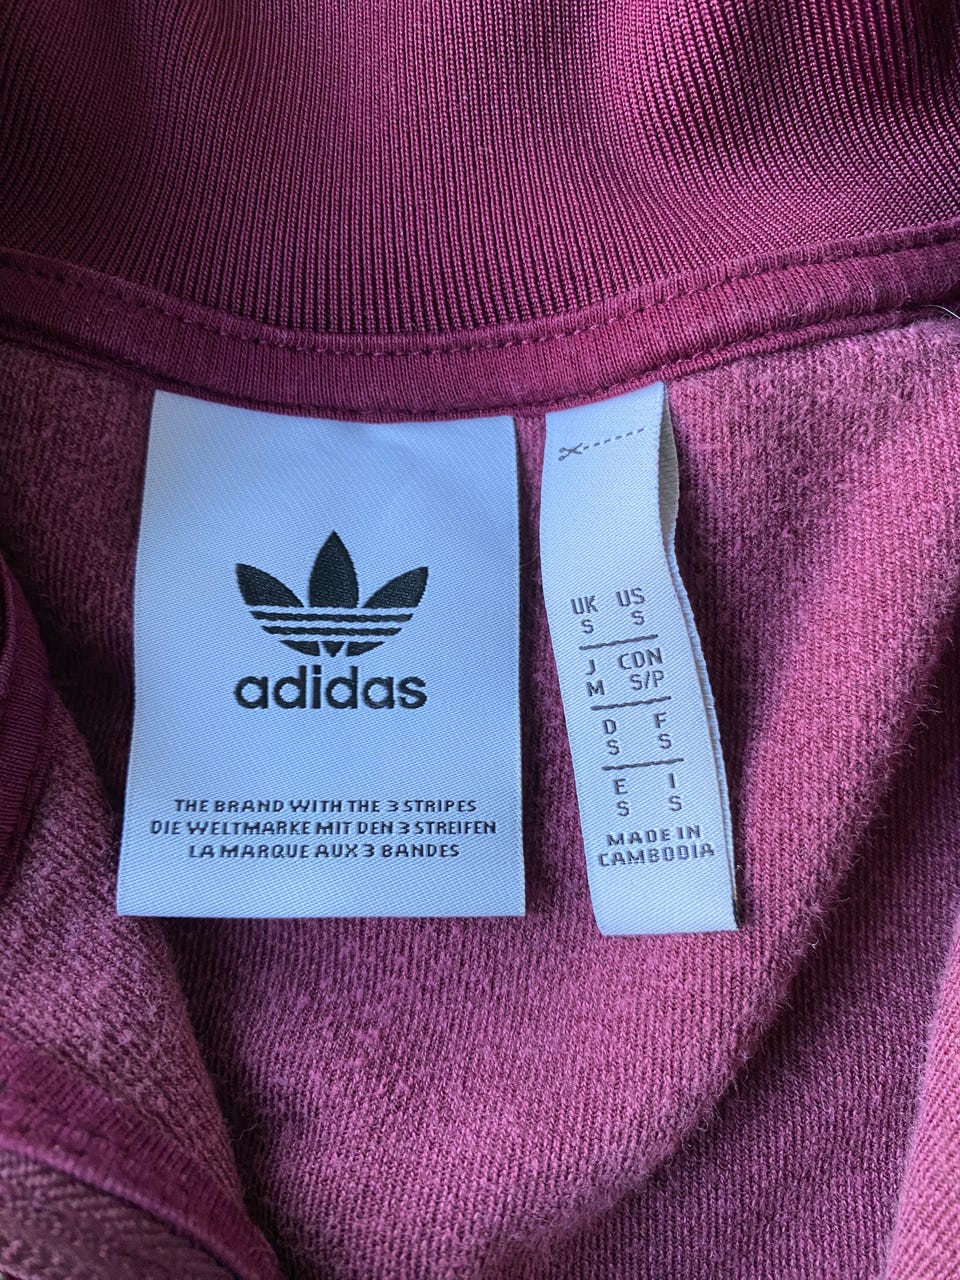 adidas
THE BRAND WITH THE 3 STRIPES
DIE WELTMARKE MIT DEN 3 STREIFEN
LA MARQUE AUX 3 BANDES
UK US
S S
J CDN
M S/P
D F
S S
E I
S S
MADE IN
CAMBODIA